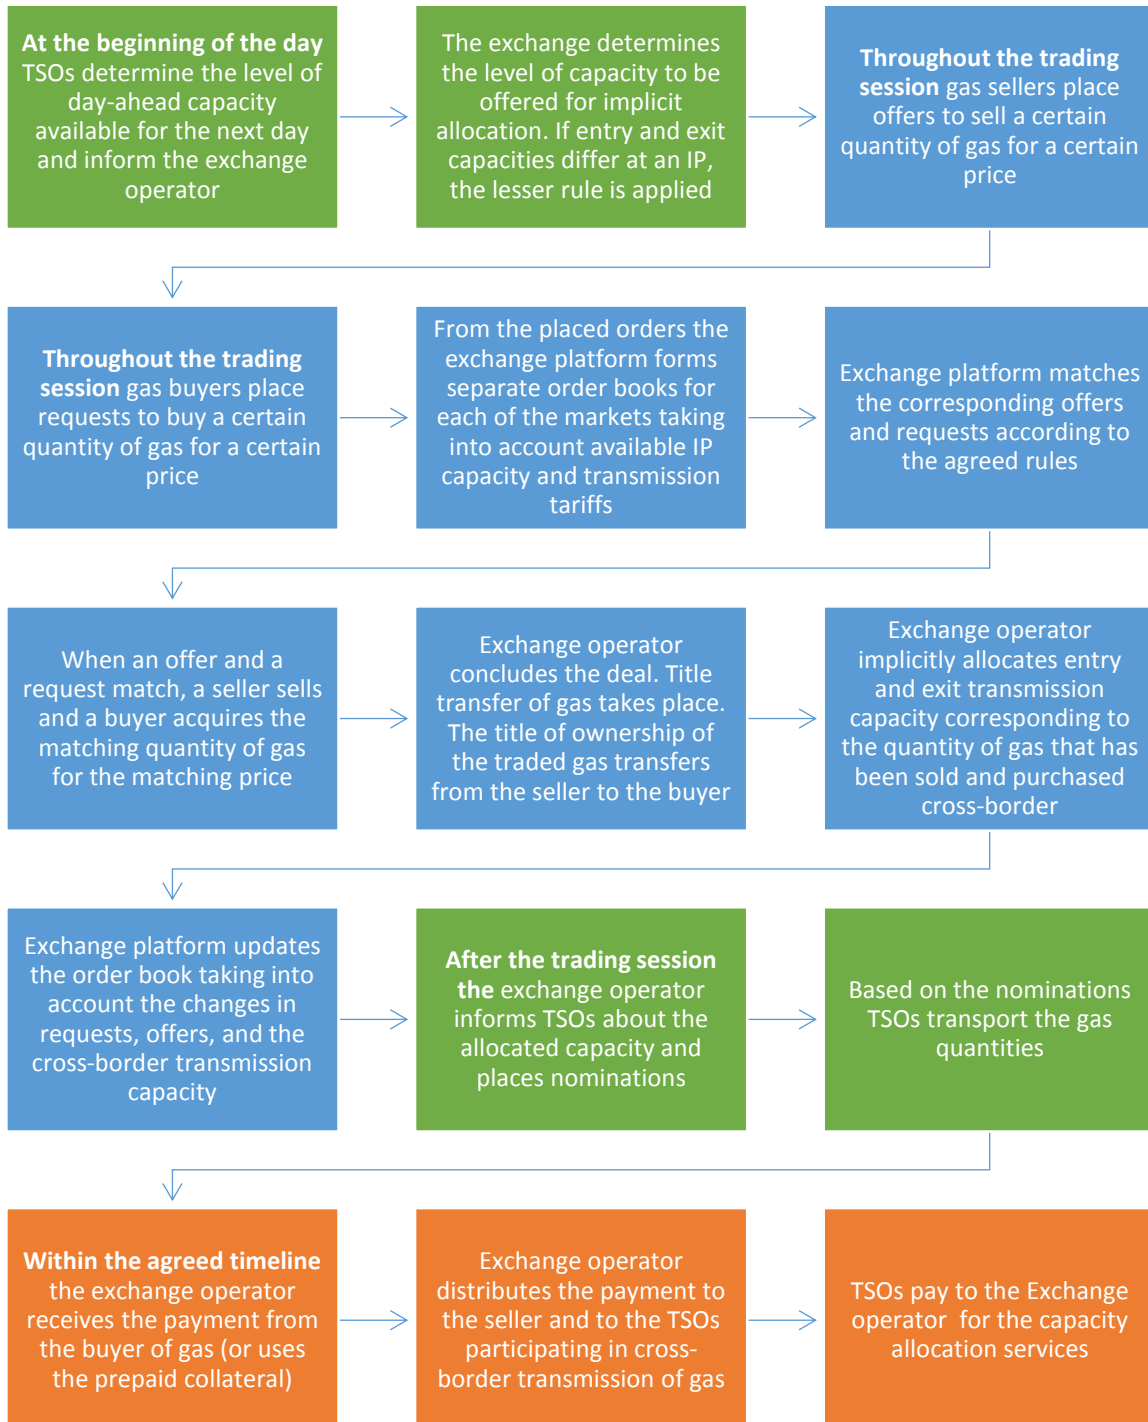 At the beginning of the day
TSOs determine the level of
day-ahead capacity
available for the next day
and inform the exchange
operator
The exchange determines
the level of capacity to be
offered for implicit
allocation. If entry and exit
capacities differ at an IP,
the lesser rule is applied
Throughout the trading
session gas sellers place
offers to sell a certain
quantity of gas for a certain
price
Throughout the trading
session gas buyers place
requests to buy a certain
quantity of gas for a certain
price
From the placed orders the
exchange platform forms
separate order books for
each of the markets taking
into account available IP
capacity and transmission
tariffs
Exchange platform matches
the corresponding offers
and requests according to
the agreed rules
When an offer and a
request match, a seller sells
and a buyer acquires the
matching quantity of gas
for the matching price
Exchange operator
concludes the deal. Title
transfer of gas takes place.
The title of ownership of
the traded gas transfers
from the seller to the buyer
Exchange operator
implicitly allocates entry
and exit transmission
capacity corresponding to
the quantity of gas that has
been sold and purchased
cross-border
Exchange platform updates
the order book taking into
account the changes in
requests, offers, and the
cross-border transmission
capacity
After the trading session
the exchange operator
informs TSOs about the
allocated capacity and
places nominations
Based on the nominations
TSOs transport the gas
quantities
Within the agreed timeline
the exchange operator
receives the payment from
the buyer of gas (or uses
the prepaid collateral)
Exchange operator
distributes the payment to
the seller and to the TSOs
participating in cross-
border transmission of gas
TSOs pay to the Exchange
operator for the capacity
allocation services